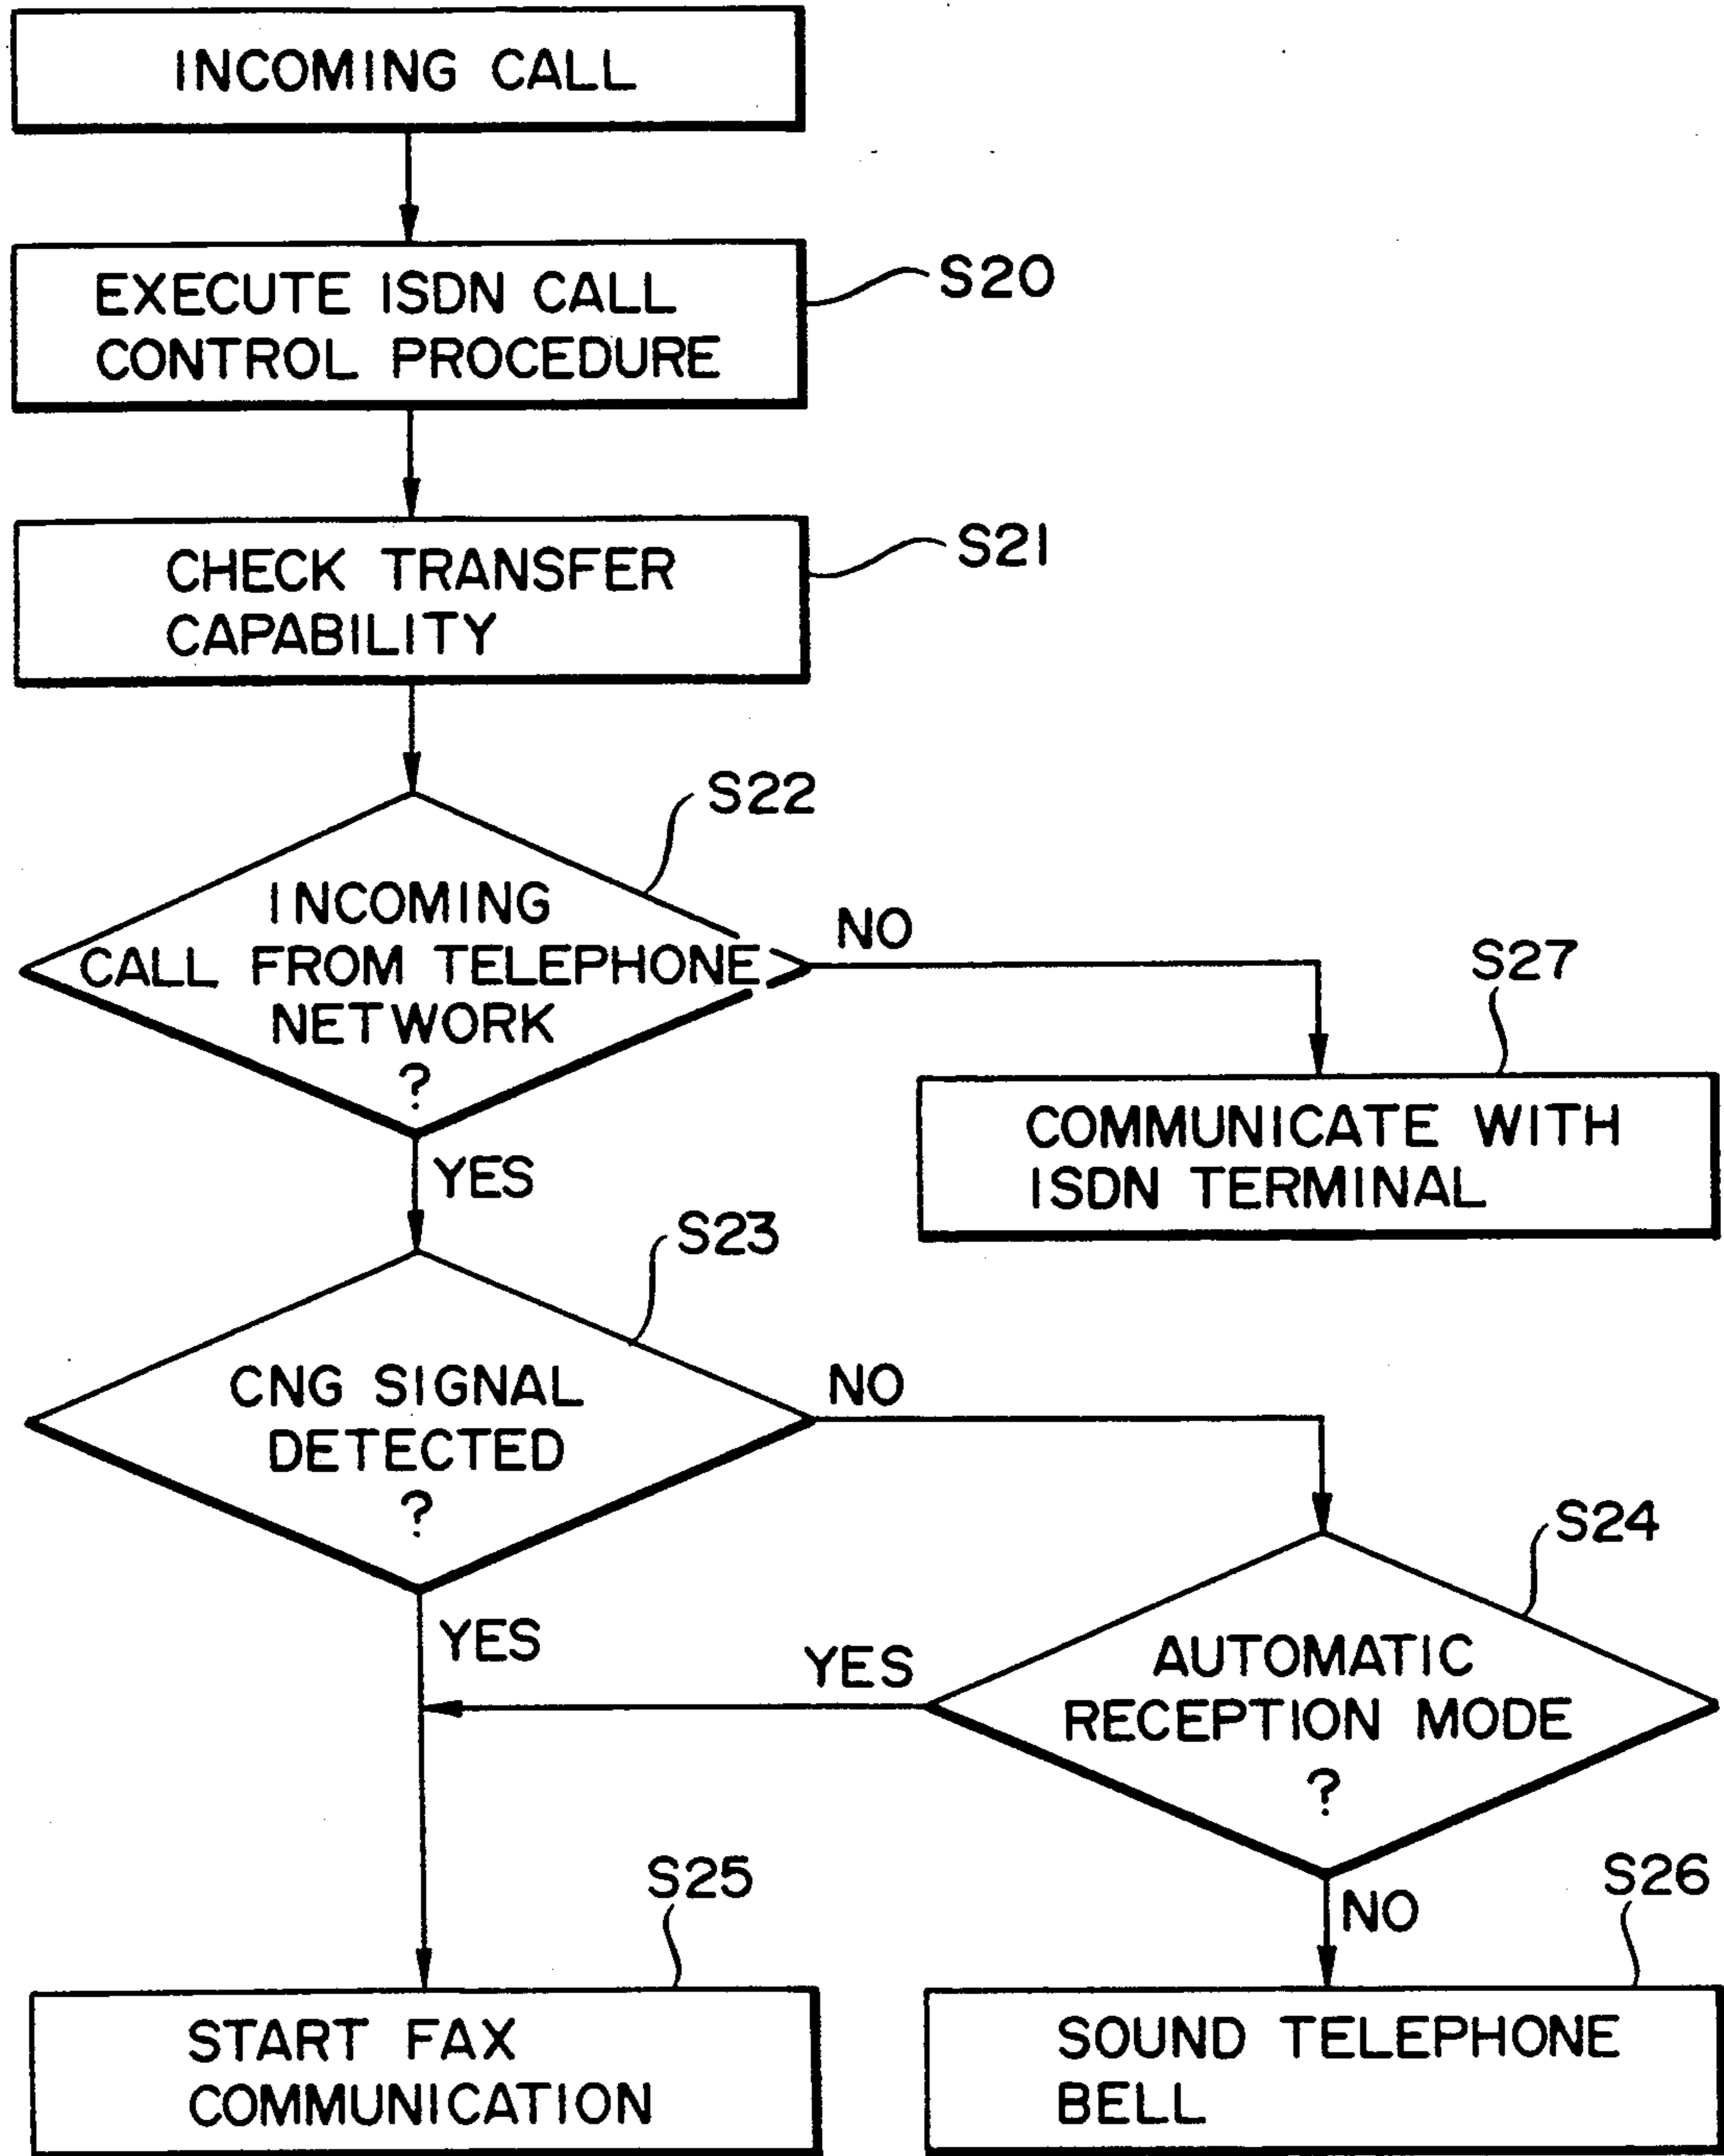 INCOMING CALL
EXECUTE ISDN CALL
CONTROL PROCEDURE
S20
CHECK TRANSFER
CAPABILITY
S21
S22
INCOMING
CALL FROM TELEPHONE
NETWORK
?
NO
YES
S27
COMMUNICATE WITH
ISDN TERMINAL
S23
CNG SIGNAL
DETECTED
?
NO
YES
S24
AUTOMATIC
RECEPTION MODE
?
YES
NO
S25
START FAX
COMMUNICATION
S26
SOUND TELEPHONE
BELL